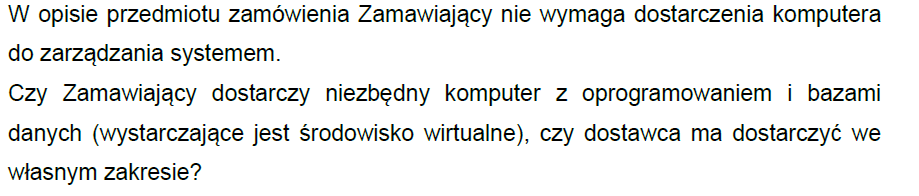 W opisie przedmiotu zamówienia Zamawiający nie wymaga dostarczenia komputera
do zarządzania systemem.
Czy Zamawiający dostarczy niezbędny komputer z oprogramowaniem i bazami
danych (wystarczające jest środowisko wirtualne), czy dostawca ma dostarczyć we
własnym zakresie?